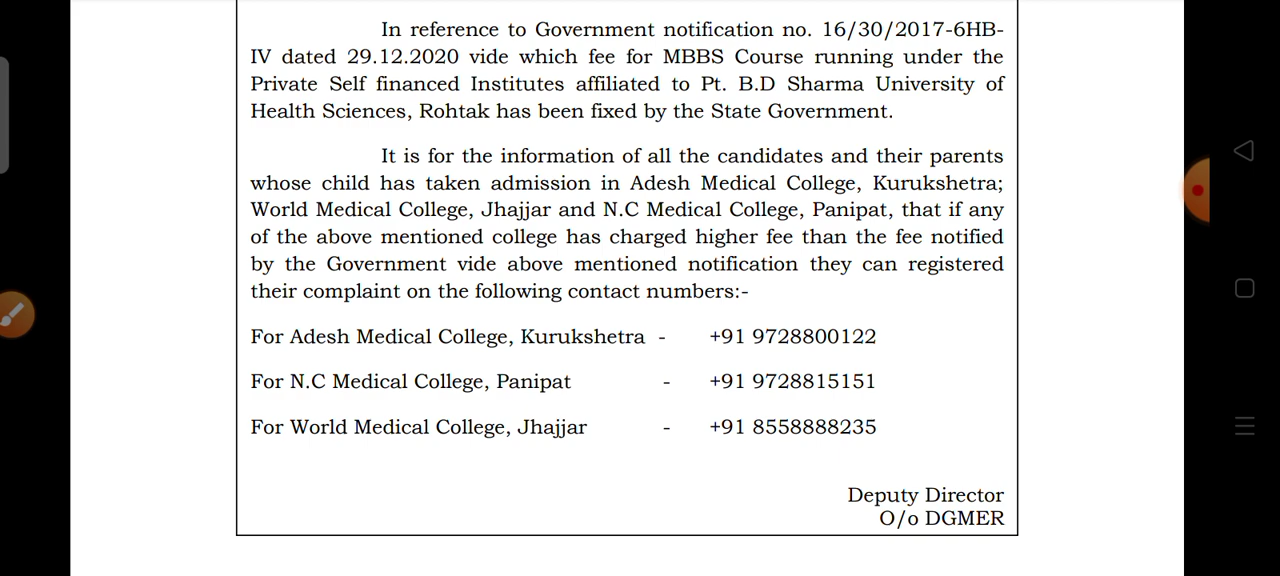 In reference to Government notification no. 16/30/2017-6HB-
IV dated 29.12.2020 vide which fee for MBBS Course running under the
Private Self financed Institutes affiliated to Pt. B.D Sharma University of
Health Sciences, Rohtak has been fixed by the State Government.
It is for the information of all the candidates and their parents
whose child has taken admission in Adesh Medical College, Kurukshetra;
World Medical College, Jhajjar and N.C Medical College, Panipat, that if any
of the above mentioned college has charged higher fee than the fee notified
by the Government vide above mentioned notification they can registered
their complaint on the following contact numbers:-
For Adesh Medical College, Kurukshetra - +91 9728800122
For N.C Medical College, Panipat - +91 9728815151
For World Medical College, Jhajjar - +91 8558888235
Deputy Director
O/o DGMER